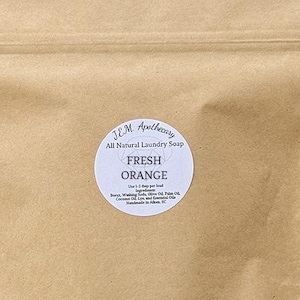 J.E.M. Apothecary
All Natural Laundry Soap
FRESH
ORANGE
Use 1-2 tbsp per load
Ingredients:
Borax, Washing Soda, Olive Oil, Palm Oil,
Coconut Oil, Lye, and Essential Oils
Handmade in Aiken, SC